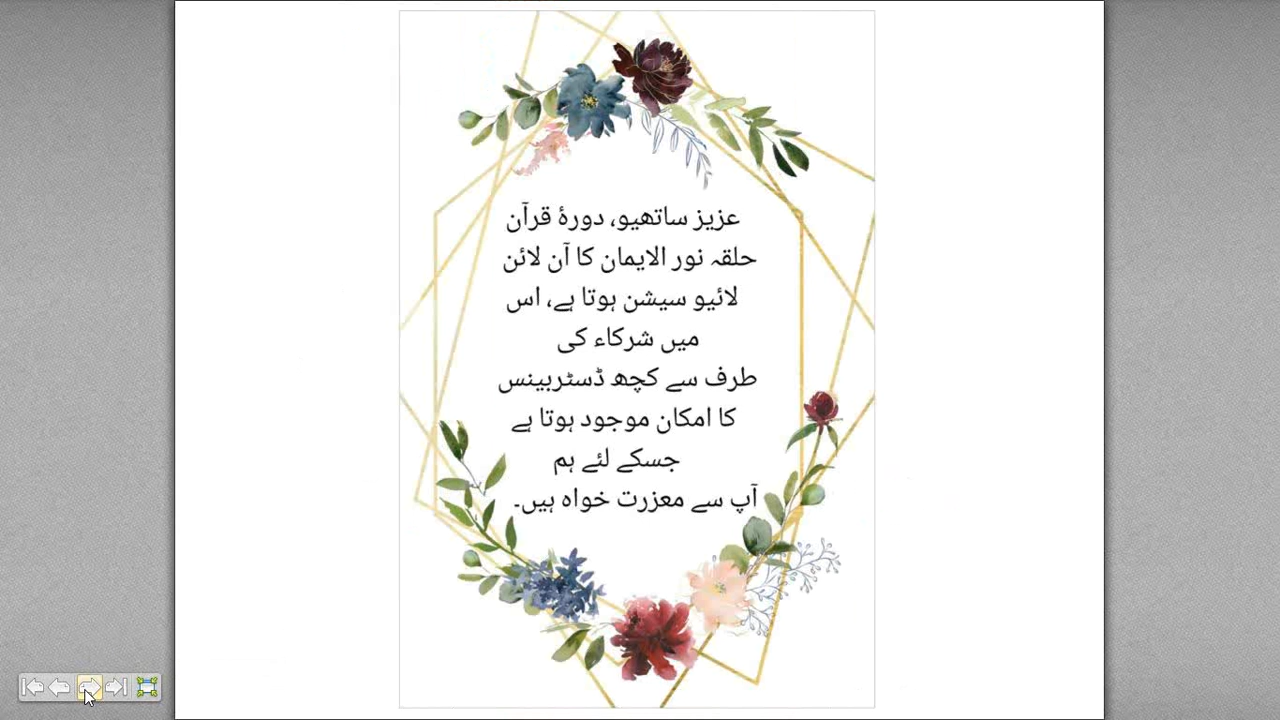 عزیز ساتھیو، دورۂ قرآن
حلقہ نور الایمان کا آن لائن
لائیو سیشن ہوتا ہے، اس
میں شرکاء کی
طرف سے کچھ ڈسٹربینس
کا امکان موجود ہوتا ہے
جسکے لئے ہم
آپ سے معزرت خواہ ہیں۔